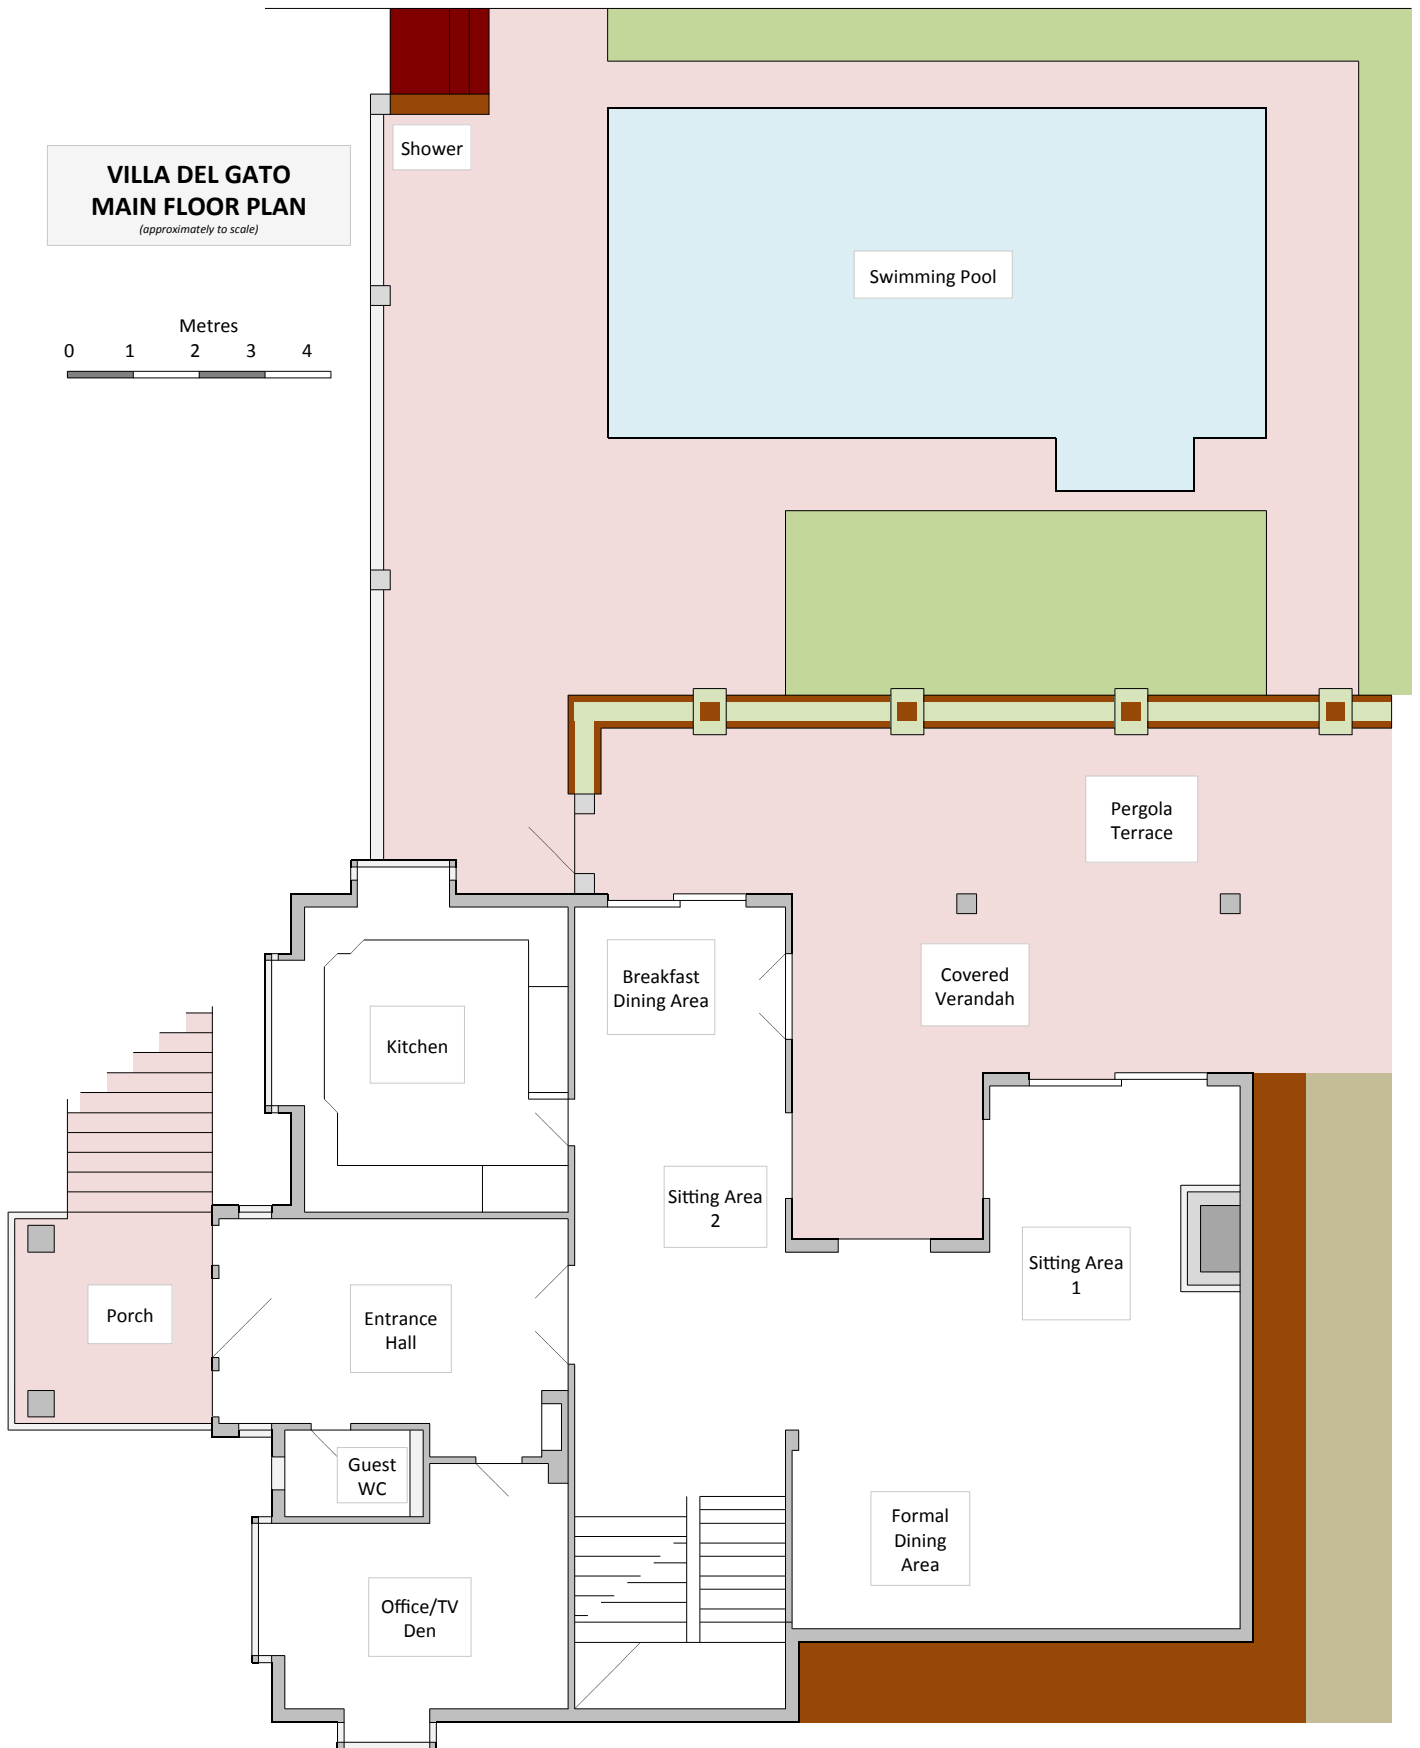 Shower
VILLA DEL GATO
MAIN FLOOR PLAN
(approximately to scale)
Swimming Pool
Metres
0 1 2 3 4
Pergola
Terrace
Breakfast
Dining Area
Covered
Verandah
Kitchen
Sitting Area
2
Sitting Area
1
Porch
Entrance
Hall
Guest
WC
Formal
Dining
Area
Office/TV
Den